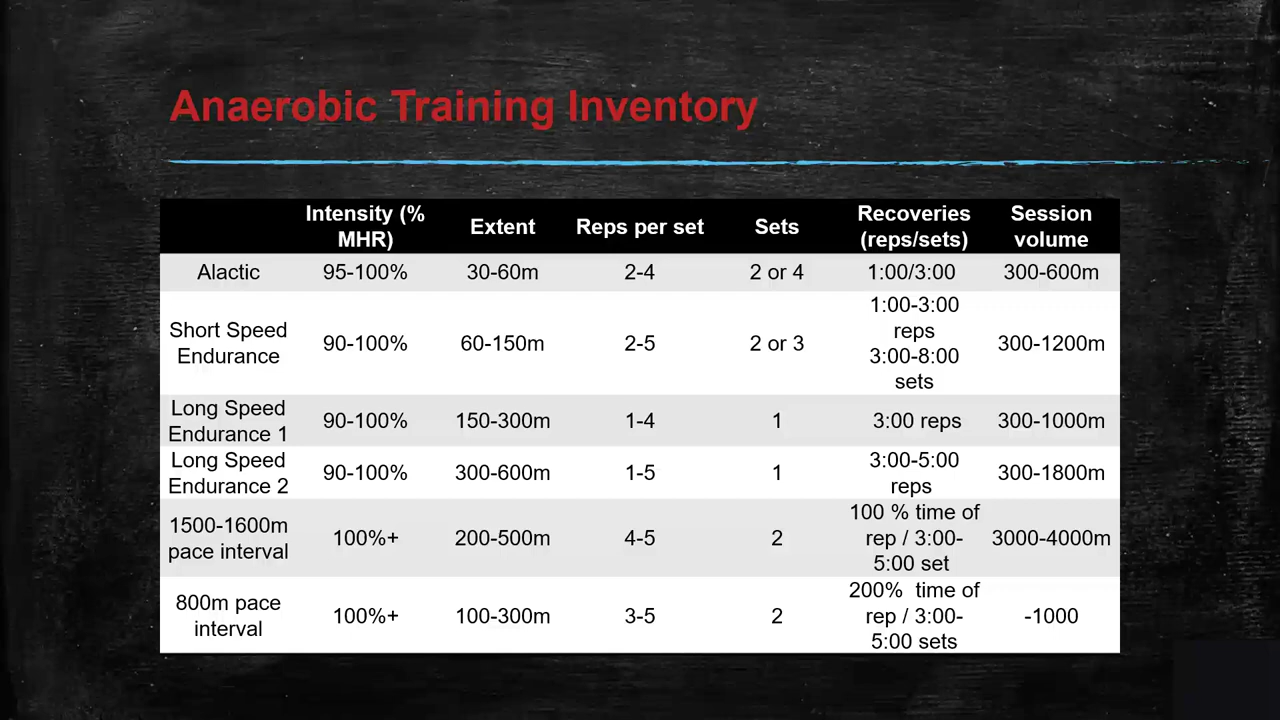 Anaerobic Training Inventory
Intensity (% MHR) Extent Reps per set Sets Recoveries (reps/sets) Session volume
Alactic 95-100% 30-60m 2-4 2 or 4 1:00/3:00 300-600m
Short Speed Endurance 90-100% 60-150m 2-5 2 or 3 1:00-3:00 reps 3:00-8:00 sets 300-1200m
Long Speed Endurance 1 90-100% 150-300m 1-4 1 3:00 reps 300-1000m
Long Speed Endurance 2 90-100% 300-600m 1-5 1 3:00-5:00 reps 300-1800m
1500-1600m pace interval 100%+ 200-500m 4-5 2 100 % time of rep / 3:00-5:00 set 3000-4000m
800m pace interval 100%+ 100-300m 3-5 2 200% time of rep / 3:00-5:00 sets -1000